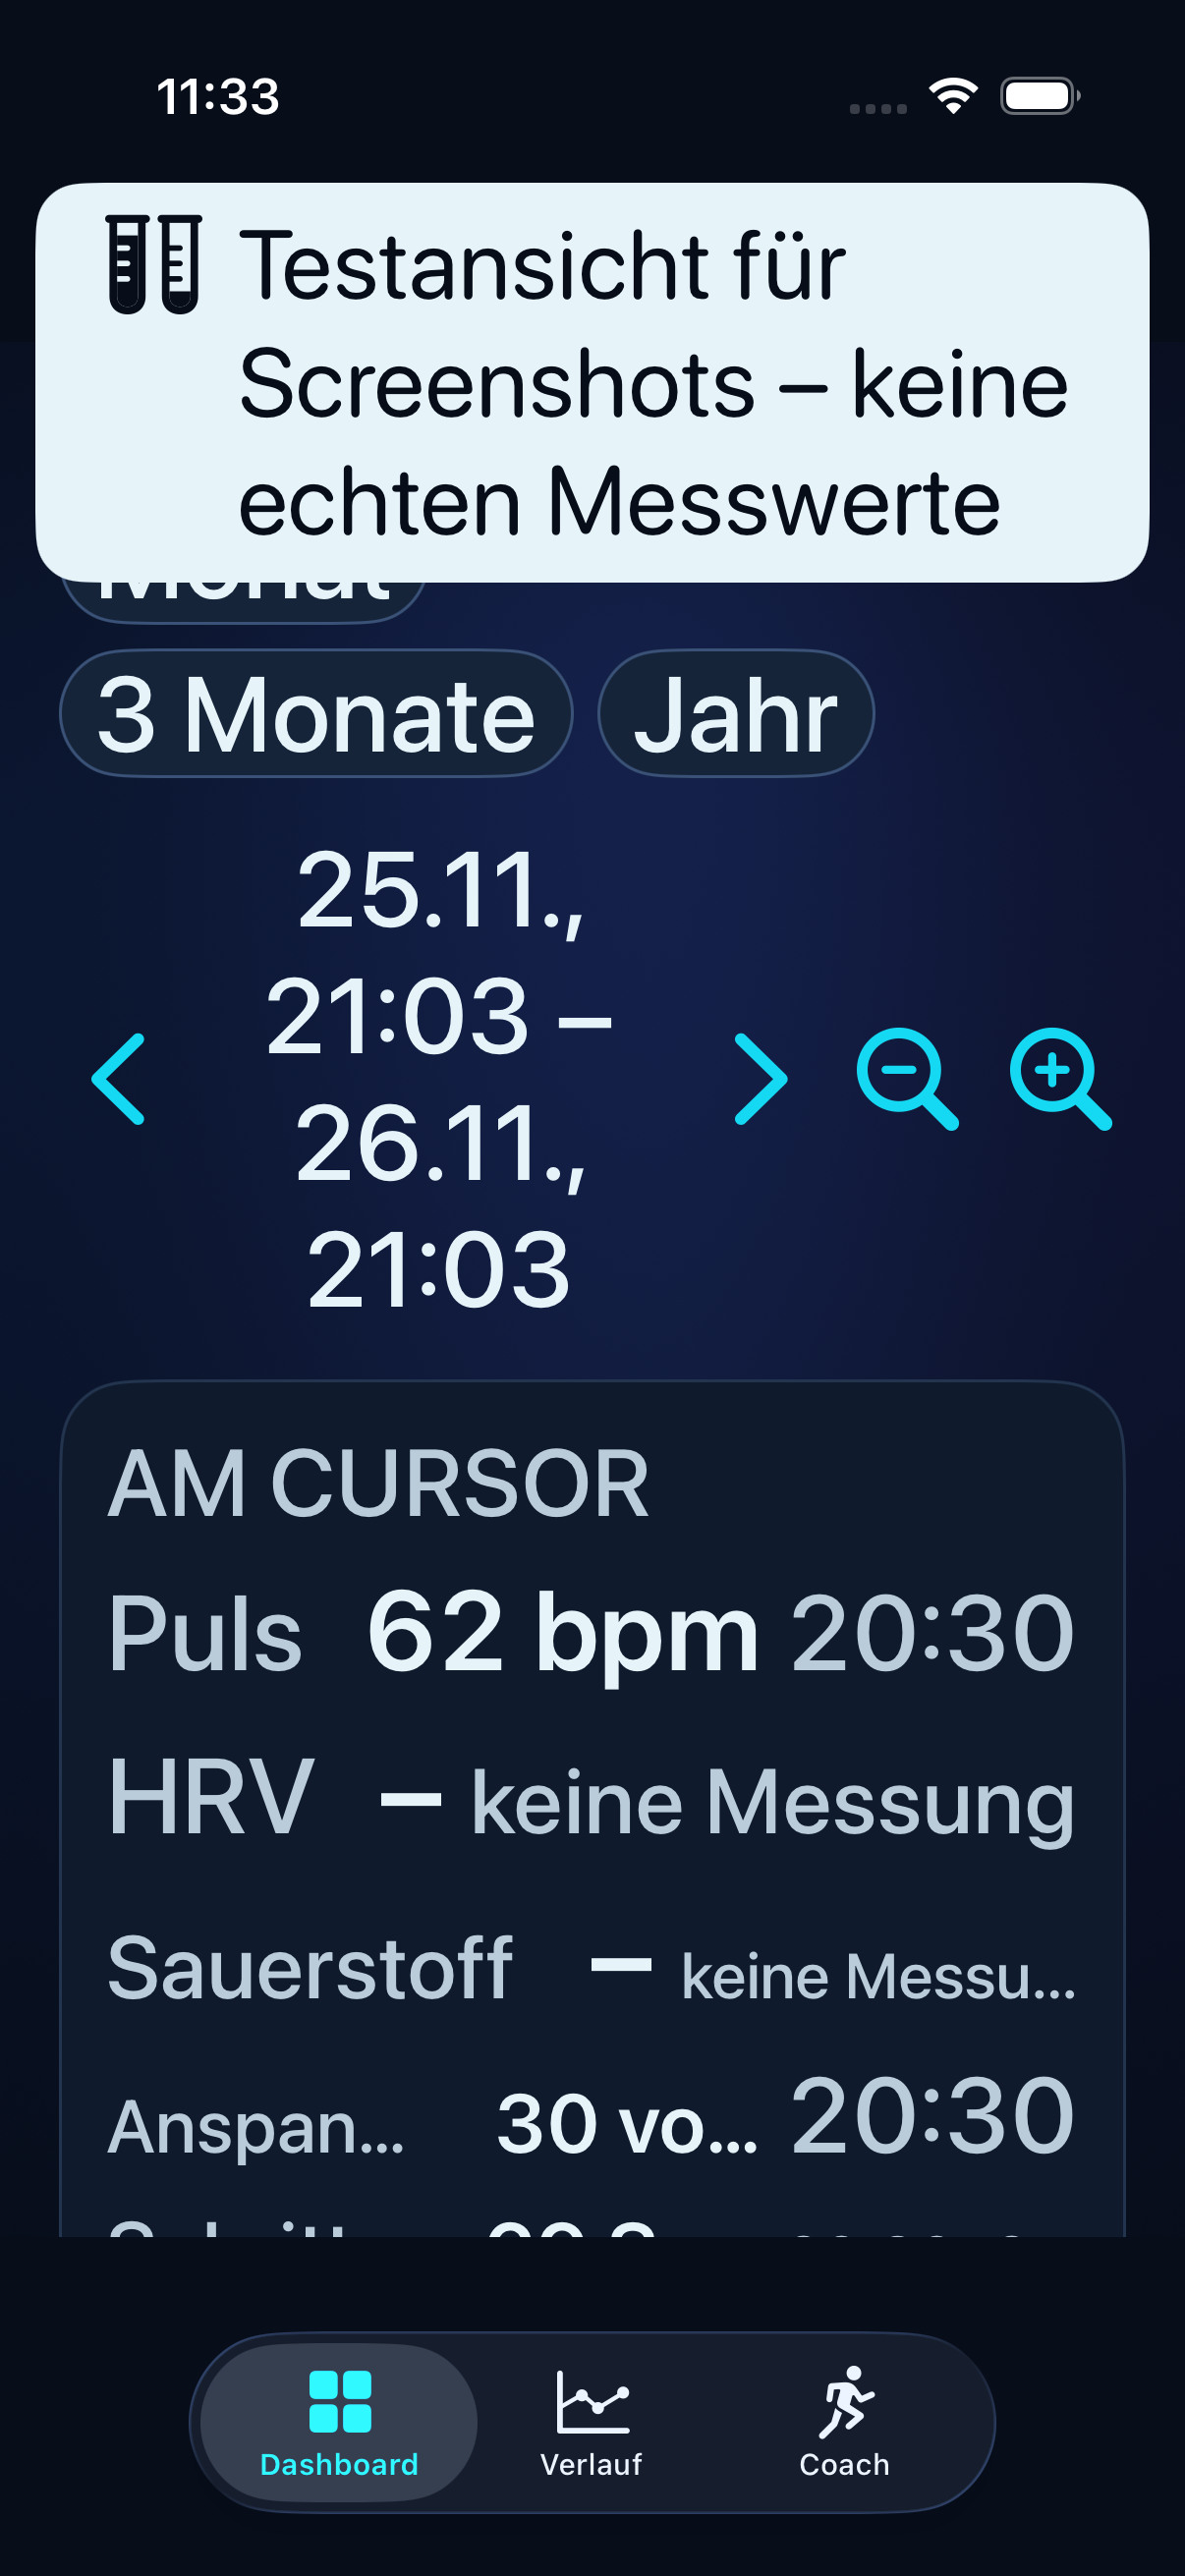 11:33
Testansicht für
Screenshots – keine
echten Messwerte
Monat
3 Monate
Jahr
25.11.,
21:03 –
26.11.,
21:03
AM CURSOR
Puls 62 bpm 20:30
HRV – keine Messung
Sauerstoff – keine Messu...
Anspan... 30 vo... 20:30
Dashboard
Verlauf
Coach